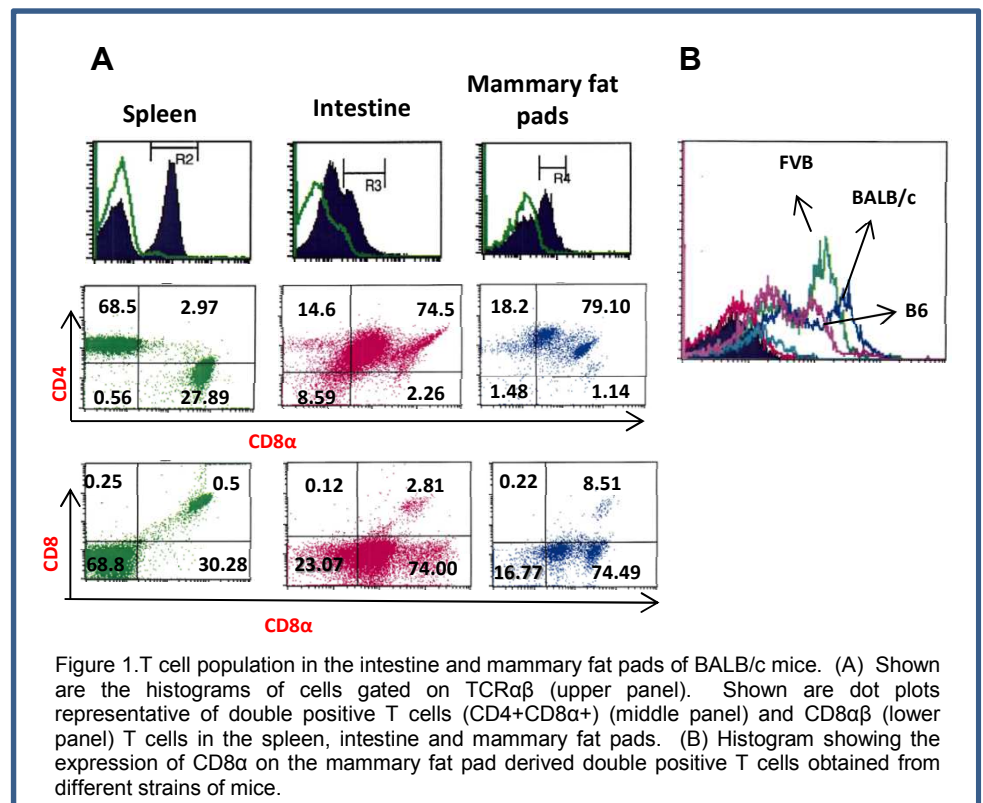 A
B
Spleen
Intestine
Mammary fat
pads
R2
R3
R4
FVB
BALB/c
B6
68.5 2.97
0.56 27.89
14.6 74.5
8.59 2.26
18.2 79.10
1.48 1.14
CD4
CD8α
0.25 0.5
68.8 30.28
0.12 2.81
23.07 74.00
0.22 8.51
16.77 74.49
CD8
CD8α
Figure 1.T cell population in the intestine and mammary fat pads of BALB/c mice. (A) Shown
are the histograms of cells gated on TCRαβ (upper panel). Shown are dot plots
representative of double positive T cells (CD4+CD8α+) (middle panel) and CD8αβ (lower
panel) T cells in the spleen, intestine and mammary fat pads. (B) Histogram showing the
expression of CD8α on the mammary fat pad derived double positive T cells obtained from
different strains of mice.